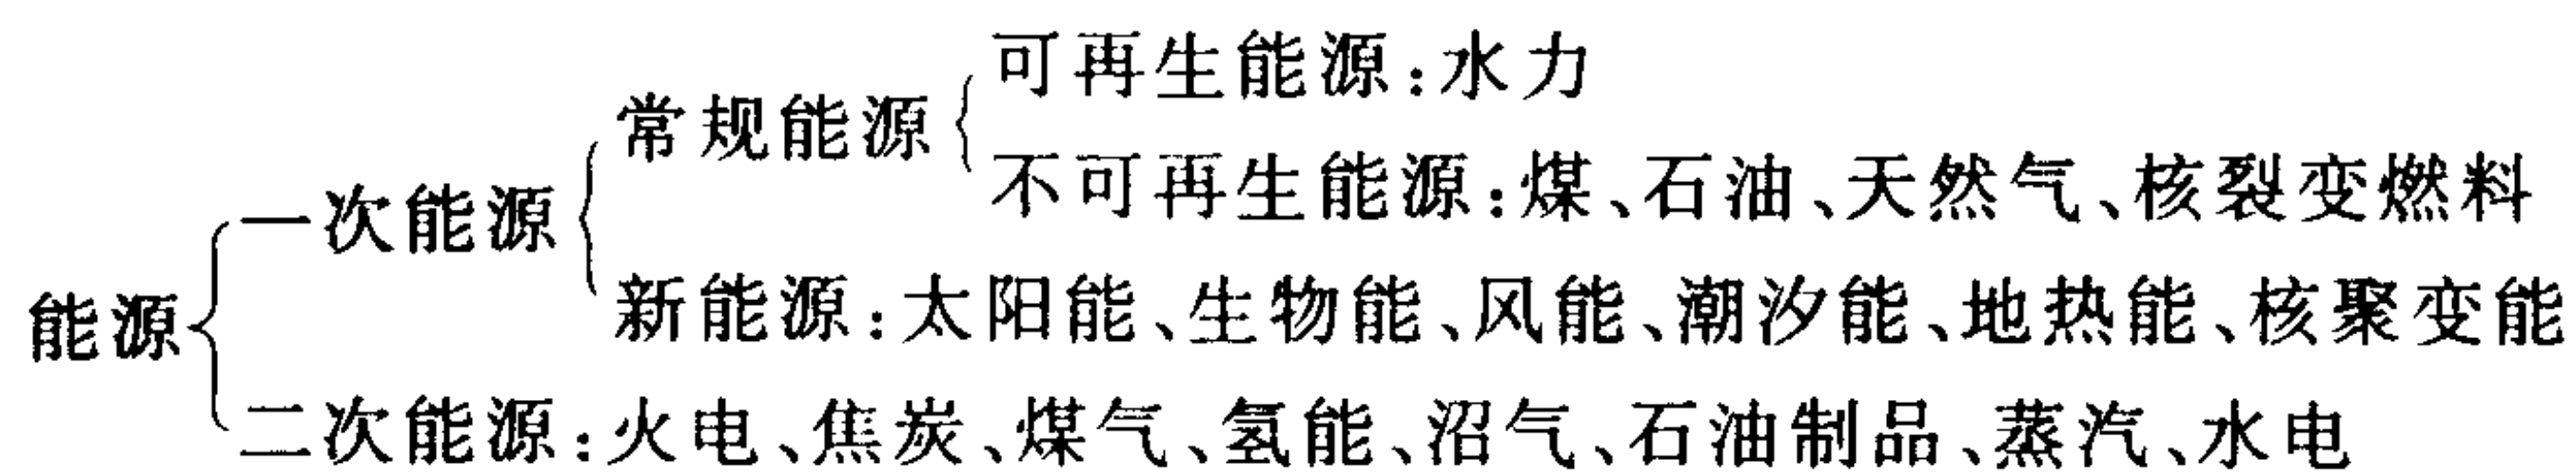 可再生能源:水力
常规能源
不可再生能源:煤、石油、天然气、核裂变燃料
一次能源
新能源:太阳能、生物能、风能、潮汐能、地热能、核聚变能
能源
二次能源:火电、焦炭、煤气、氢能、沼气、石油制品、蒸汽、水电